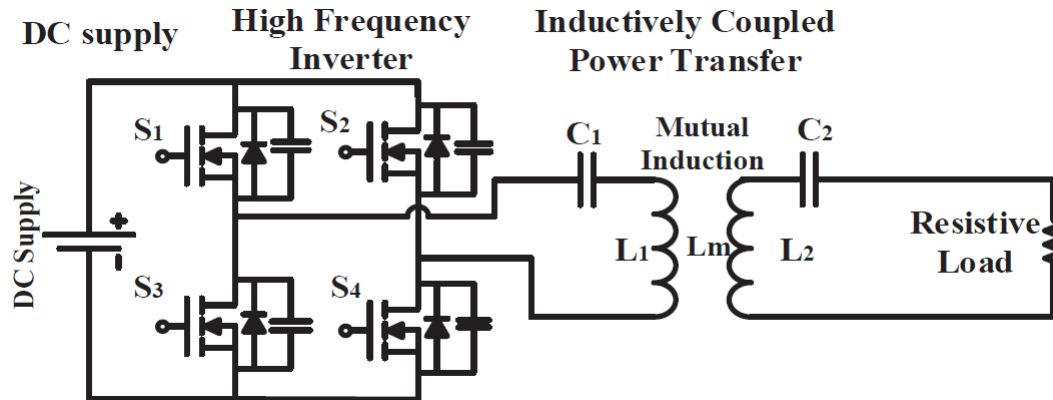 DC supply
High Frequency
Inverter
Inductively Coupled
Power Transfer
S1
S2
C1
Mutual
Induction
C2
DC Supply
+
-
L1
Lm
L2
Resistive
Load
S3
S4